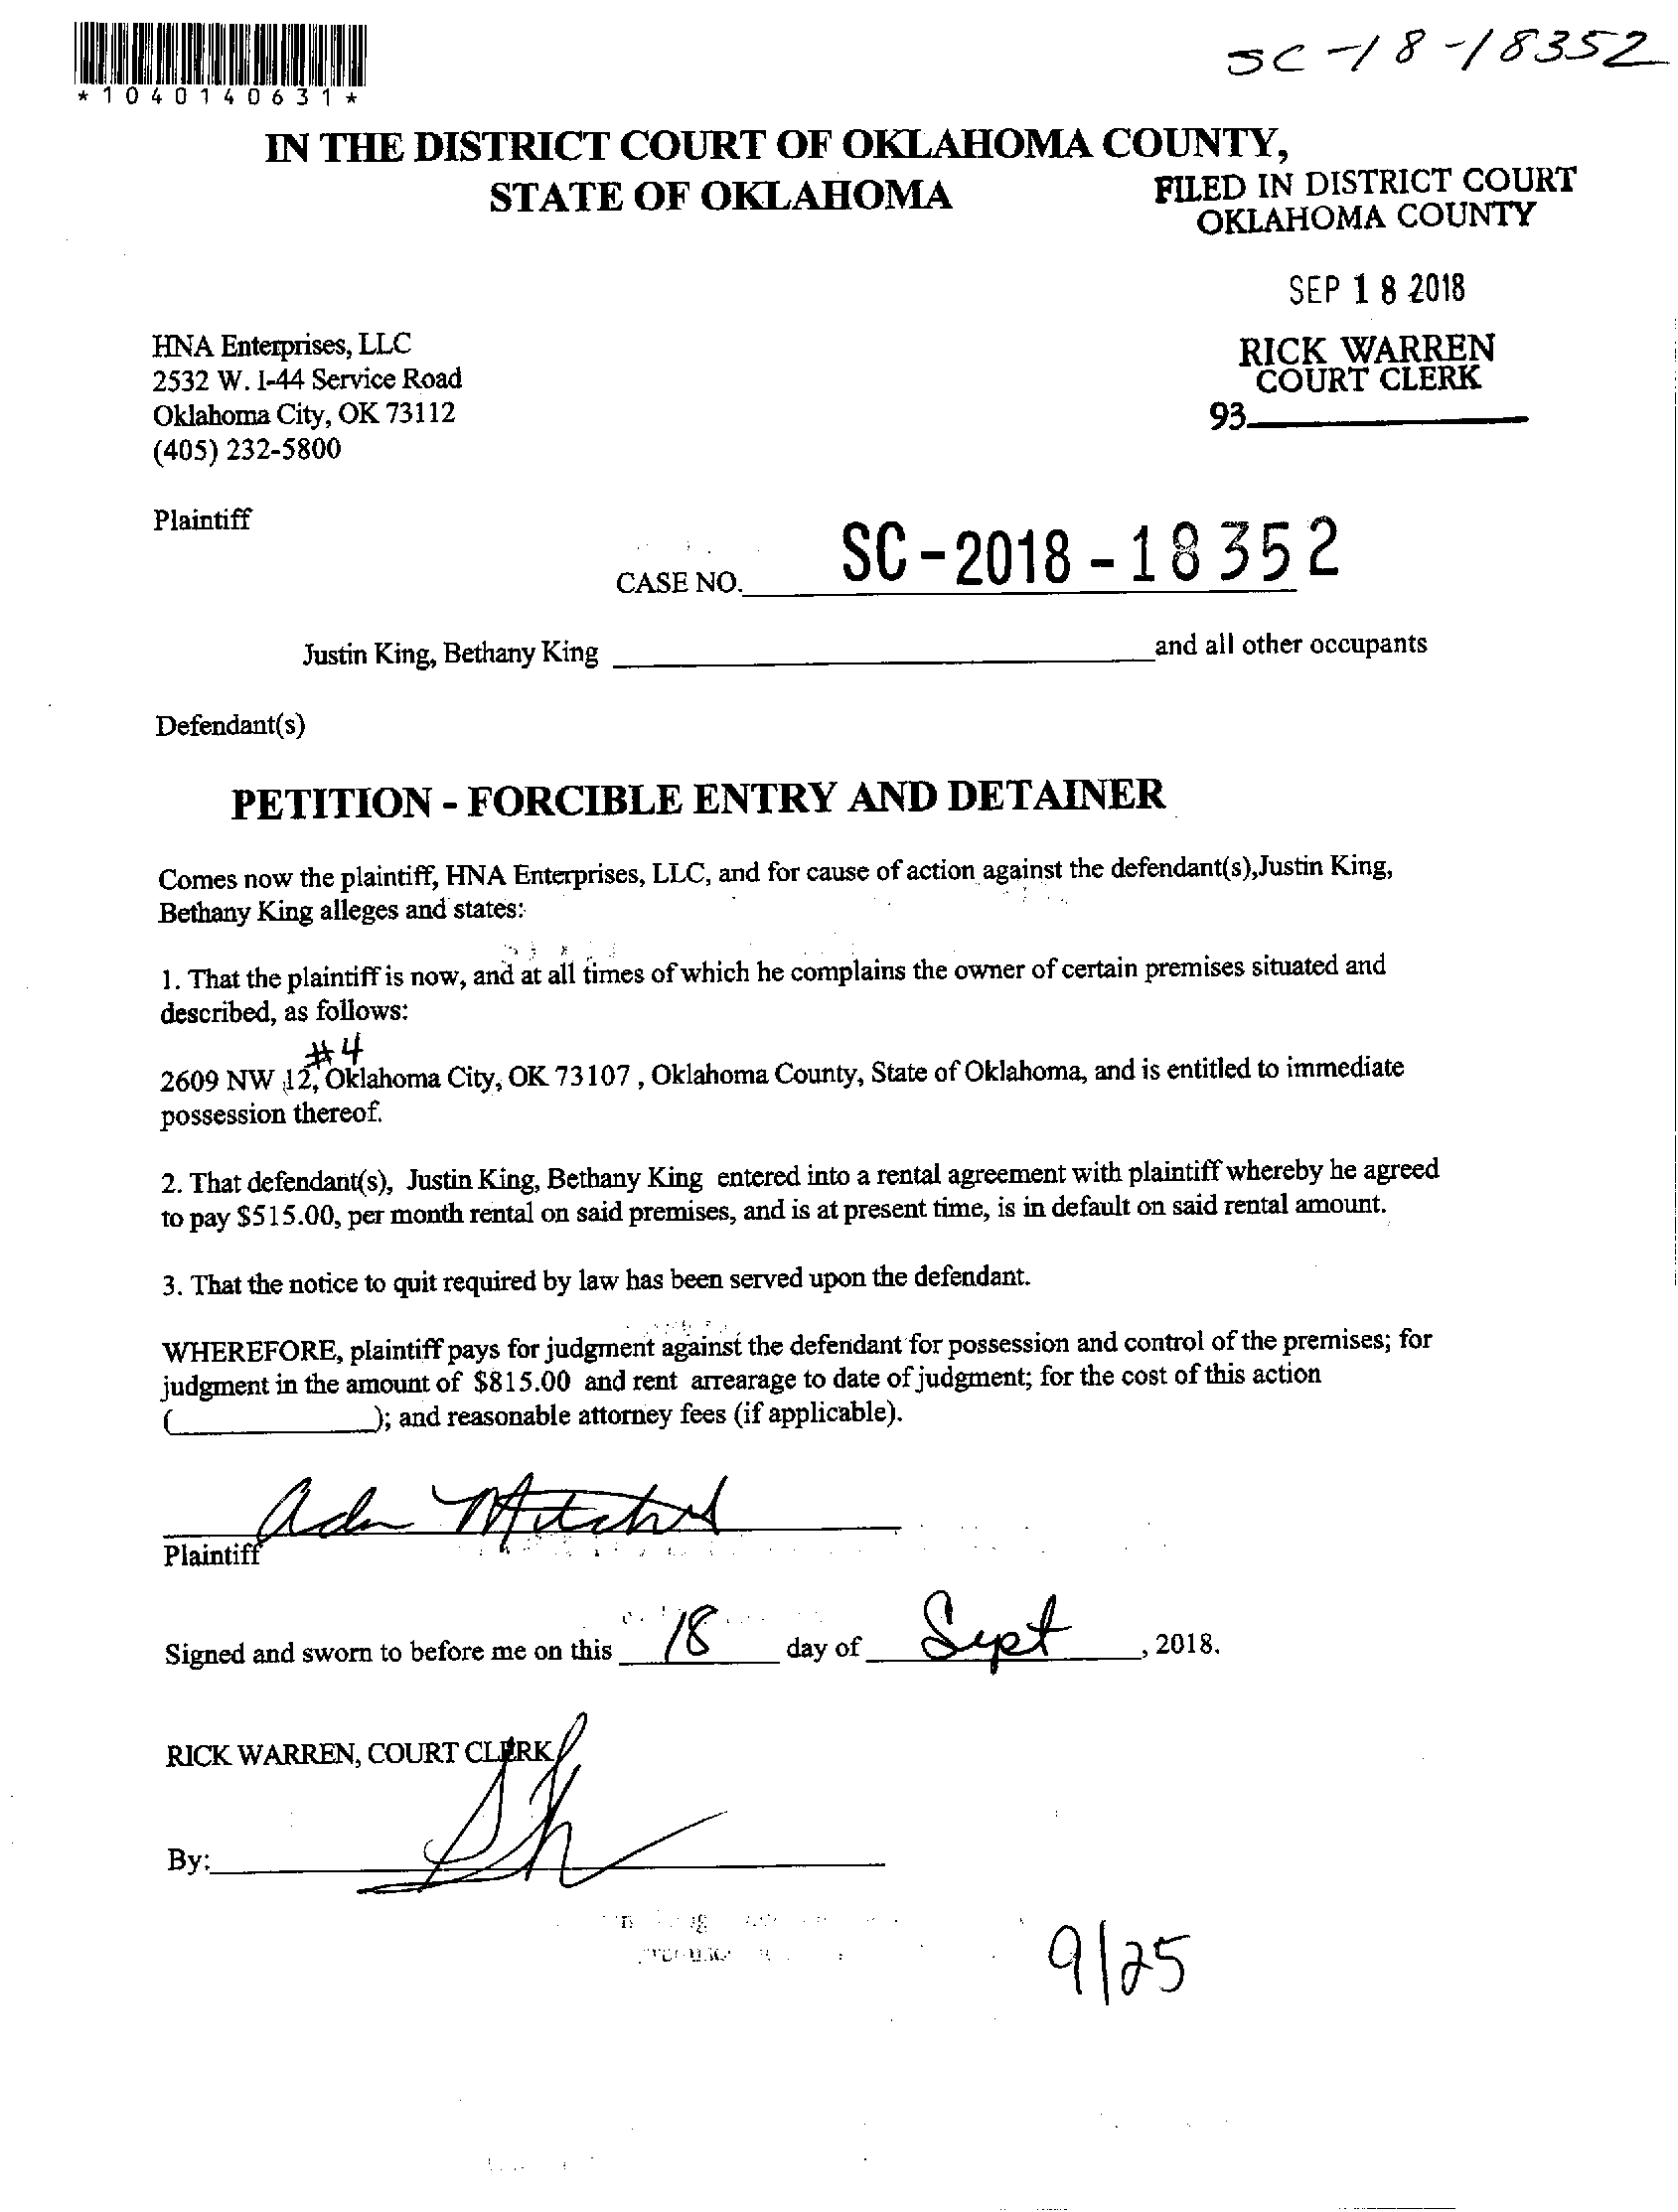 SC-18-18352
*1040140631*
IN THE DISTRICT COURT OF OKLAHOMA COUNTY,
STATE OF OKLAHOMA
FILED IN DISTRICT COURT
OKLAHOMA COUNTY
SEP 18 2018
RICK WARREN
COURT CLERK
93
HNA Enterprises, LLC
2532 W. I-44 Service Road
Oklahoma City, OK 73112
(405) 232-5800
Plaintiff
CASE NO. SC-2018-18352
Justin King, Bethany King and all other occupants
Defendant(s)
PETITION - FORCIBLE ENTRY AND DETAINER
Comes now the plaintiff, HNA Enterprises, LLC, and for cause of action against the defendant(s),Justin King,
Bethany King alleges and states:
1. That the plaintiff is now, and at all times of which he complains the owner of certain premises situated and
described, as follows:
#4
2609 NW 12, Oklahoma City, OK 73107 , Oklahoma County, State of Oklahoma, and is entitled to immediate
possession thereof.
2. That defendant(s), Justin King, Bethany King entered into a rental agreement with plaintiff whereby he agreed
to pay $515.00, per month rental on said premises, and is at present time, is in default on said rental amount.
3. That the notice to quit required by law has been served upon the defendant.
WHEREFORE, plaintiff pays for judgment against the defendant for possession and control of the premises; for
judgment in the amount of $815.00 and rent arrearage to date of judgment; for the cost of this action
(____________); and reasonable attorney fees (if applicable).
Plaintiff
Signed and sworn to before me on this 18 day of Sept, 2018.
RICK WARREN, COURT CLERK
By:
9/25